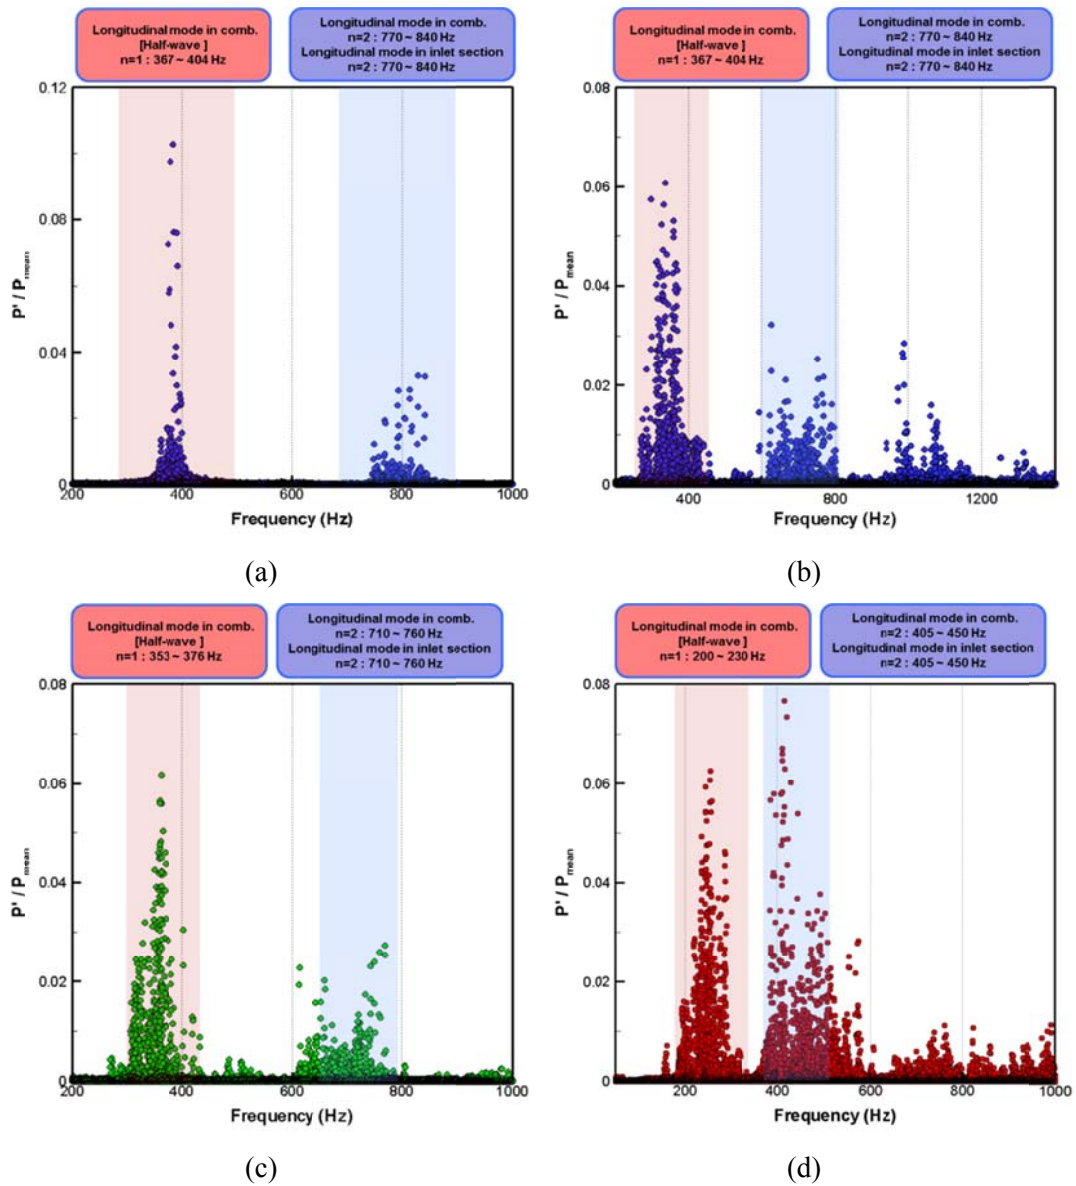 Longitudinal mode in comb.
[Half-wave ]
n=1 : 367 ~ 404 Hz
Longitudinal mode in comb.
n=2 : 770 ~ 840 Hz
Longitudinal mode in inlet section
n=2 : 770 ~ 840 Hz
0.12
0.08
0.04
0
P' / Pmean
200
400
600
800
1000
Frequency (Hz)
(a)
Longitudinal mode in comb.
[Half-wave ]
n=1 : 367 ~ 404 Hz
Longitudinal mode in comb.
n=2 : 770 ~ 840 Hz
Longitudinal mode in inlet section
n=2 : 770 ~ 840 Hz
0.08
0.06
0.04
0.02
0
P' / Pmean
400
800
1200
Frequency (Hz)
(b)
Longitudinal mode in comb.
[Half-wave ]
n=1 : 353 ~ 376 Hz
Longitudinal mode in comb.
n=2 : 710 ~ 760 Hz
Longitudinal mode in inlet section
n=2 : 710 ~ 760 Hz
0.08
0.06
0.04
0.02
0
P' / Pmean
200
400
600
800
1000
Frequency (Hz)
(c)
Longitudinal mode in comb.
[Half-wave ]
n=1 : 200 ~ 230 Hz
Longitudinal mode in comb.
n=2 : 405 ~ 450 Hz
Longitudinal mode in inlet section
n=2 : 405 ~ 450 Hz
0.08
0.06
0.04
0.02
0
P' / Pmean
200
400
600
800
1000
Frequency (Hz)
(d)